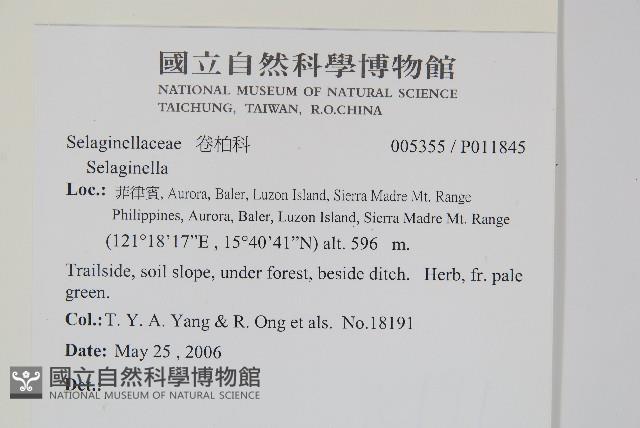 國立自然科學博物館
NATIONAL MUSEUM OF NATURAL SCIENCE
TAICHUNG, TAIWAN, R.O.CHINA
Selaginellaceae 卷柏科 005355 / P011845
Selaginella
Loc.: 菲律賓, Aurora, Baler, Luzon Island, Sierra Madre Mt. Range
Philippines, Aurora, Baler, Luzon Island, Sierra Madre Mt. Range
(121°18'17"E , 15°40'41"N) alt. 596 m.
Trailside, soil slope, under forest, beside ditch. Herb, fr. pale
green.
Col.: T. Y. A. Yang & R. Ong et als. No.18191
Date: May 25 , 2006
Det.:
國立自然科學博物館
NATIONAL MUSEUM OF NATURAL SCIENCE